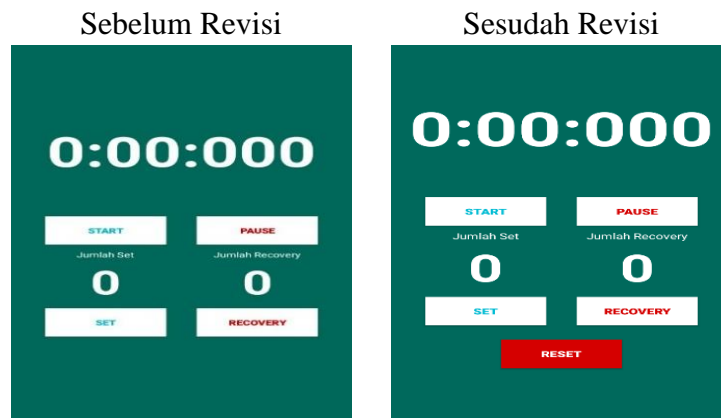 Sebelum Revisi
0:00:000
START PAUSE
Jumlah Set Jumlah Recovery
0 0
SET RECOVERY
Sesudah Revisi
0:00:000
START PAUSE
Jumlah Set Jumlah Recovery
0 0
SET RECOVERY
RESET